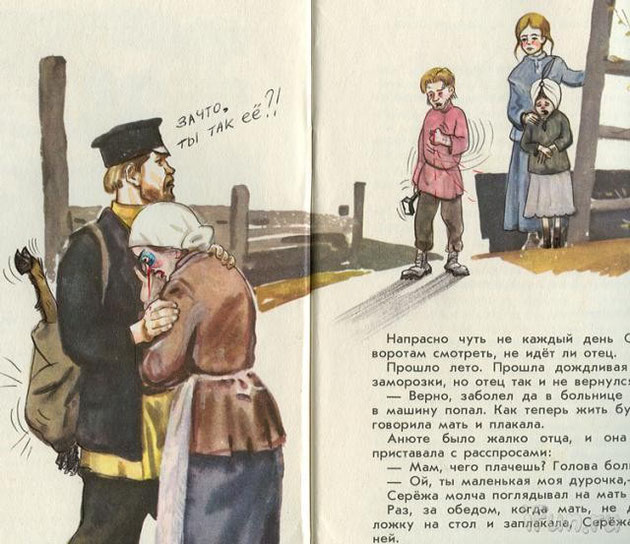 ЗАЧТО,
ТЫ ТАК ЕЁ?!
Напрасно чуть не каждый день С
воротам смотреть, не идёт ли отец.
Прошло лето. Прошла дождливая
заморозки, но отец так и не вернулся
— Верно, заболел да в больнице
в машину попал. Как теперь жить бу
говорила мать и плакала.
Анюте было жалко отца, и она
приставала с расспросами:
— Мам, чего плачешь? Голова боли
— Ой, ты маленькая моя дурочка,—
Серёжа молча поглядывал на мать
Раз, за обедом, когда мать, не д
ложку на стол и заплакала, Серёжа
ней.